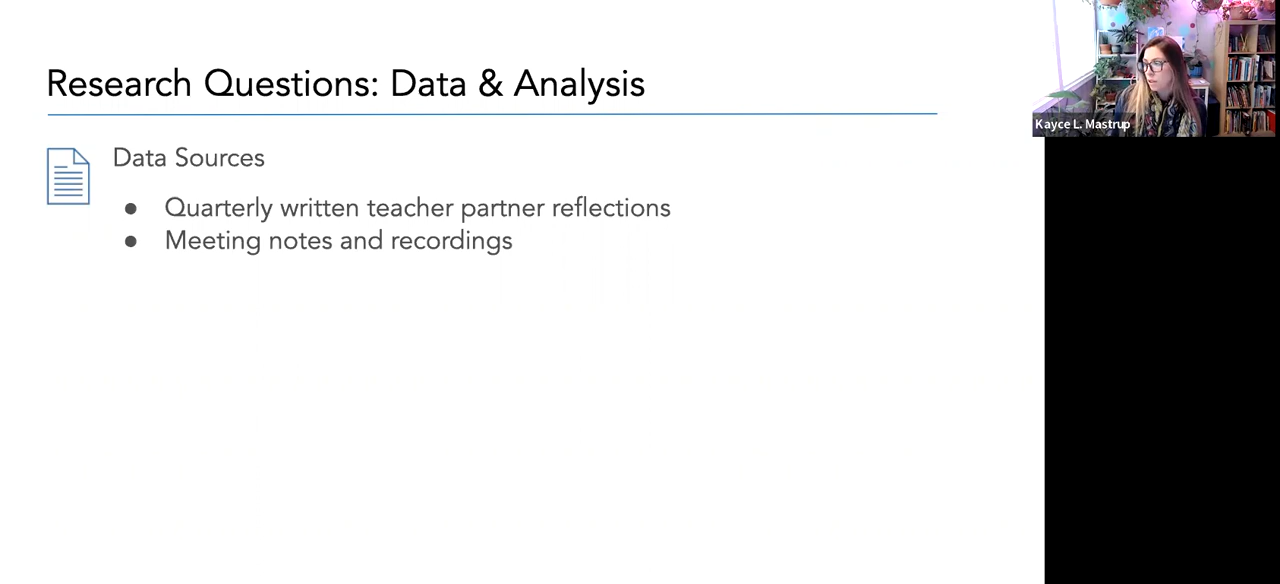 Research Questions: Data & Analysis
Kayce L. Mastrup
Data Sources
● Quarterly written teacher partner reflections
● Meeting notes and recordings